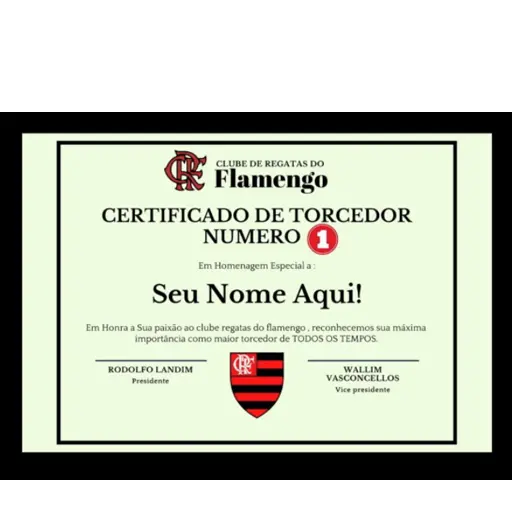 CLUBE DE REGATAS DO
Flamengo
CERTIFICADO DE TORCEDOR
NUMERO 1
Em Homenagem Especial a :
Seu Nome Aqui!
Em Honra a Sua paixão ao clube regatas do flamengo , reconhecemos sua máxima
importância como maior torcedor de TODOS OS TEMPOS.
RODOLFO LANDIM
Presidente
WALLIM
VASCONCELLOS
Vice presidente